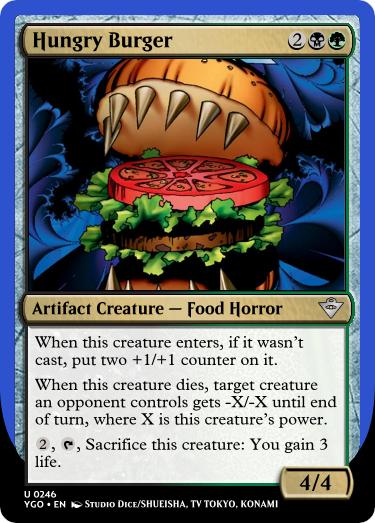 Hungry Burger 2
Artifact Creature — Food Horror
When this creature enters, if it wasn't
cast, put two +1/+1 counter on it.
When this creature dies, target creature
an opponent controls gets -X/-X until end
of turn, where X is this creature's power.
2, , Sacrifice this creature: You gain 3
life.
4/4
U 0246
YGO • EN Studio Dice/SHUEISHA, TV TOKYO, KONAMI